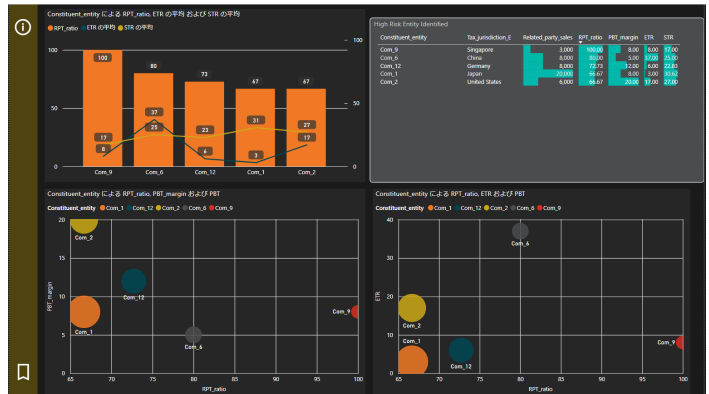 Constituent_entity による RPT_ratio, ETR の平均 および STR の平均
RPT_ratio ETR の平均 STR の平均
100
50
0
100
50
0
100
80
73
67
67
17
37
25
23
31
27
8
6
3
17
Com_9 Com_6 Com_12 Com_1 Com_2
High Risk Entity Identified
Constituent_entity Tax_jurisdiction_E Related_party_sales RPT_ratio PBT_margin ETR STR
Com_9 Singapore 3,000 100.00 8.00 8.00 17.00
Com_6 China 8,000 80.00 5.00 37.00 25.00
Com_12 Germany 8,000 72.73 12.00 6.00 22.83
Com_1 Japan 20,000 66.67 8.00 3.00 30.62
Com_2 United States 6,000 66.67 20.00 17.00 27.00
Constituent_entity による RPT_ratio, PBT_margin および PBT
Constituent_entity Com_1 Com_12 Com_2 Com_6 Com_9
PBT_margin
20
15
10
5
0
Com_2
Com_12
Com_9
Com_1
Com_6
65 70 75 80 85 90 95 100
RPT_ratio
Constituent_entity による RPT_ratio, ETR および PBT
Constituent_entity Com_1 Com_12 Com_2 Com_6 Com_9
ETR
40
30
20
10
0
Com_6
Com_2
Com_1
Com_9
Com_12
65 70 75 80 85 90 95 100
RPT_ratio